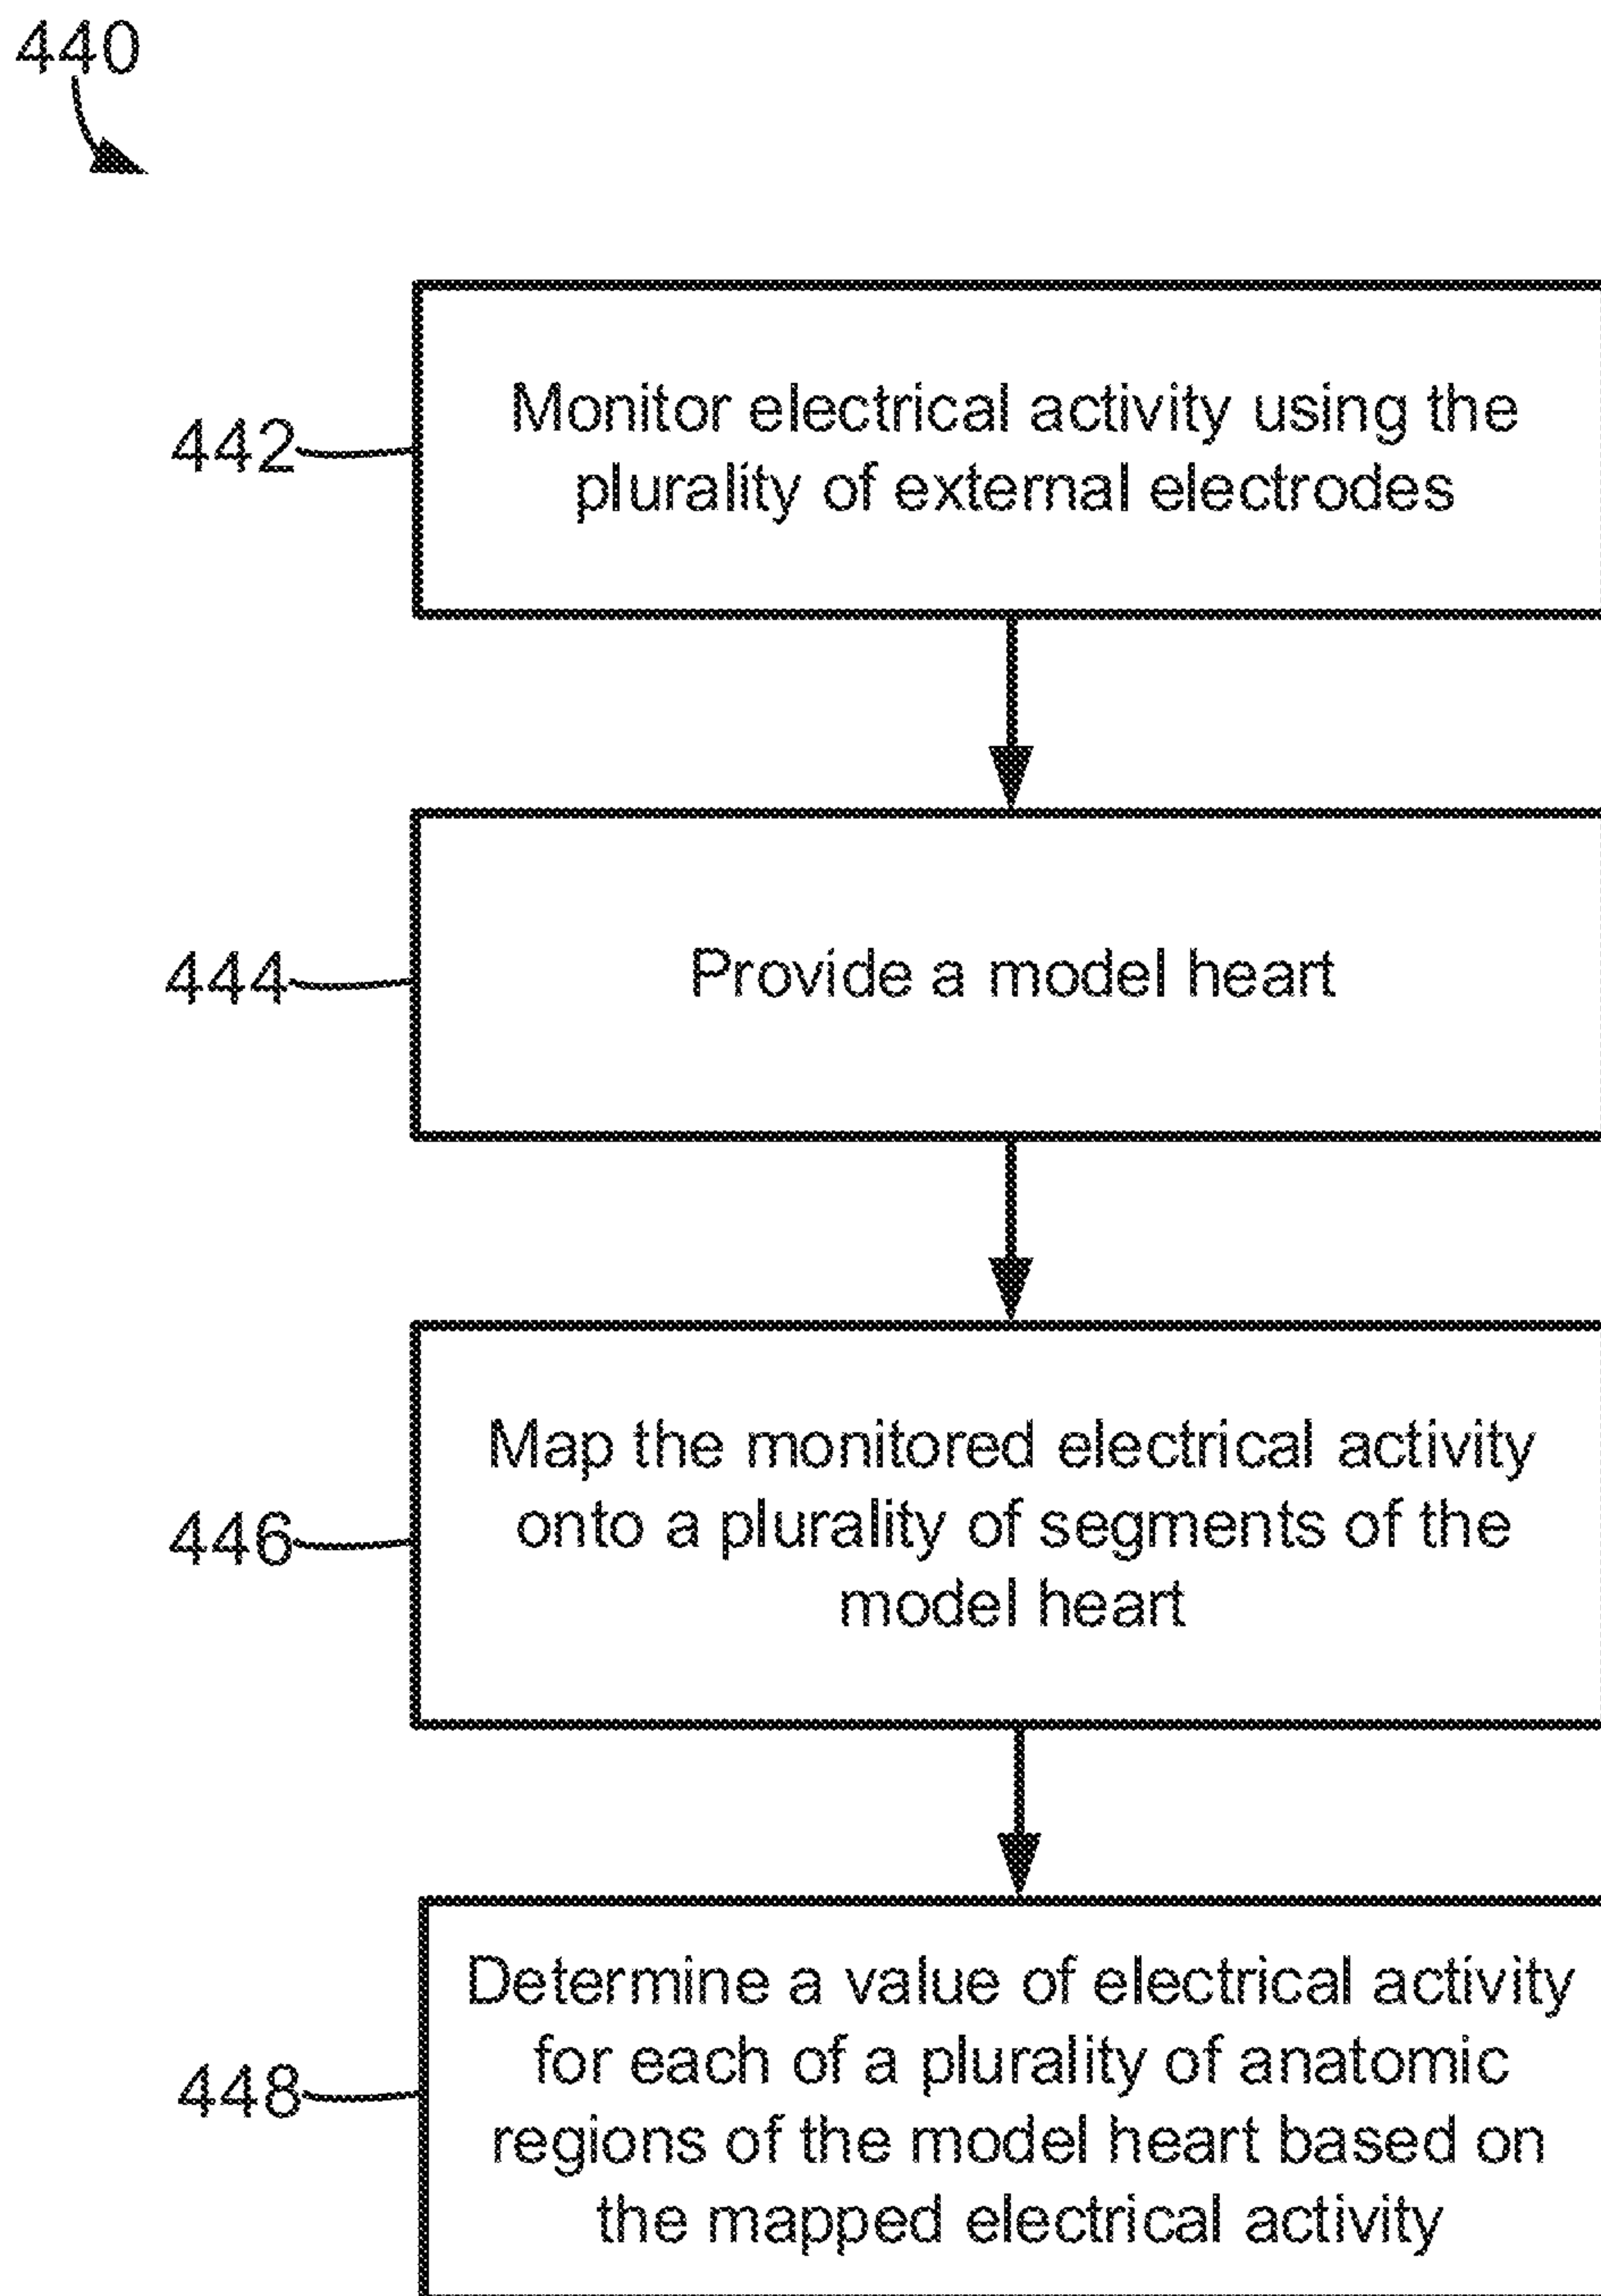 440
442
Monitor electrical activity using the
plurality of external electrodes
444
Provide a model heart
446
Map the monitored electrical activity
onto a plurality of segments of the
model heart
448
Determine a value of electrical activity
for each of a plurality of anatomic
regions of the model heart based on
the mapped electrical activity